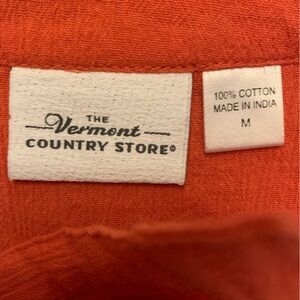 THE
Vermont
COUNTRY STORE®
100% COTTON
MADE IN INDIA
M